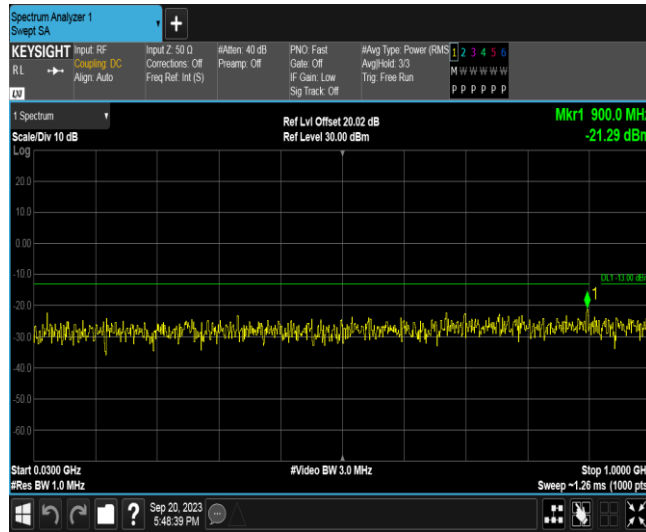 Spectrum Analyzer 1
Swept SA
+
KEYSIGHT
RL
LXI
Input: RF
Coupling: DC
Align: Auto
Input Z: 50 Ω
Corrections: Off
Freq Ref: Int (S)
#Atten: 40 dB
Preamp: Off
PNO: Fast
Gate: Off
IF Gain: Low
Sig Track: Off
#Avg Type: Power (RMS
Avg|Hold: 3/3
Trig: Free Run
1 2 3 4 5 6
M W W W W W
P P P P P P
1 Spectrum
Scale/Div 10 dB
Ref Lvl Offset 20.02 dB
Ref Level 30.00 dBm
Mkr1 900.0 MHz
-21.29 dBm
Log
20.0
10.0
0.00
-10.0
DL1 -13.00 dBm
1
-20.0
-30.0
-40.0
-50.0
-60.0
Start 0.0300 GHz
#Res BW 1.0 MHz
#Video BW 3.0 MHz
Stop 1.0000 GH
Sweep ~1.26 ms (1000 pts
?
Sep 20, 2023
5:48:39 PM